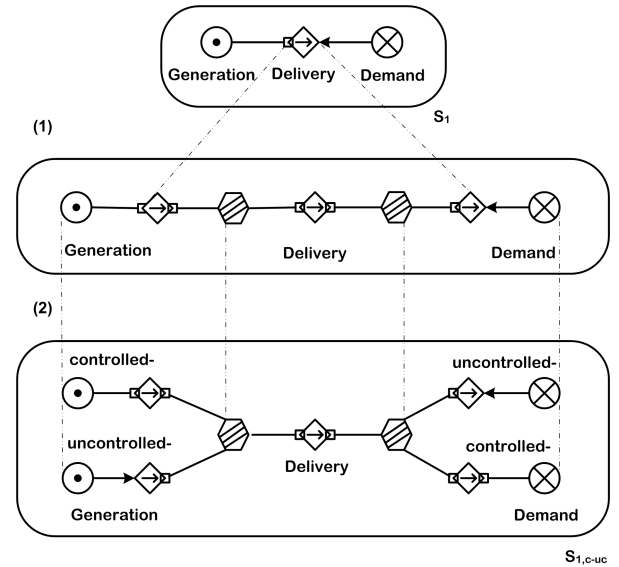 Generation Delivery Demand
S1
(1)
Generation Delivery Demand
(2)
controlled- uncontrolled-
uncontrolled- controlled-
Delivery
Generation Demand
S1,c-uc